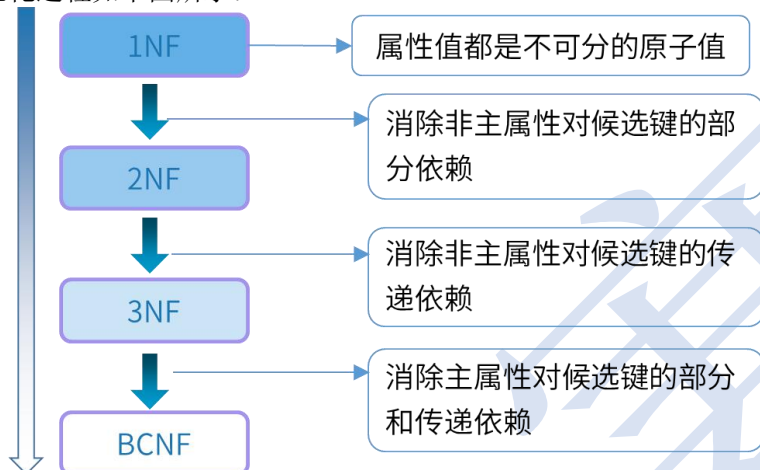 1NF
属性值都是不可分的原子值
消除非主属性对候选键的部
分依赖
2NF
消除非主属性对候选键的传
递依赖
3NF
消除主属性对候选键的部分
和传递依赖
BCNF